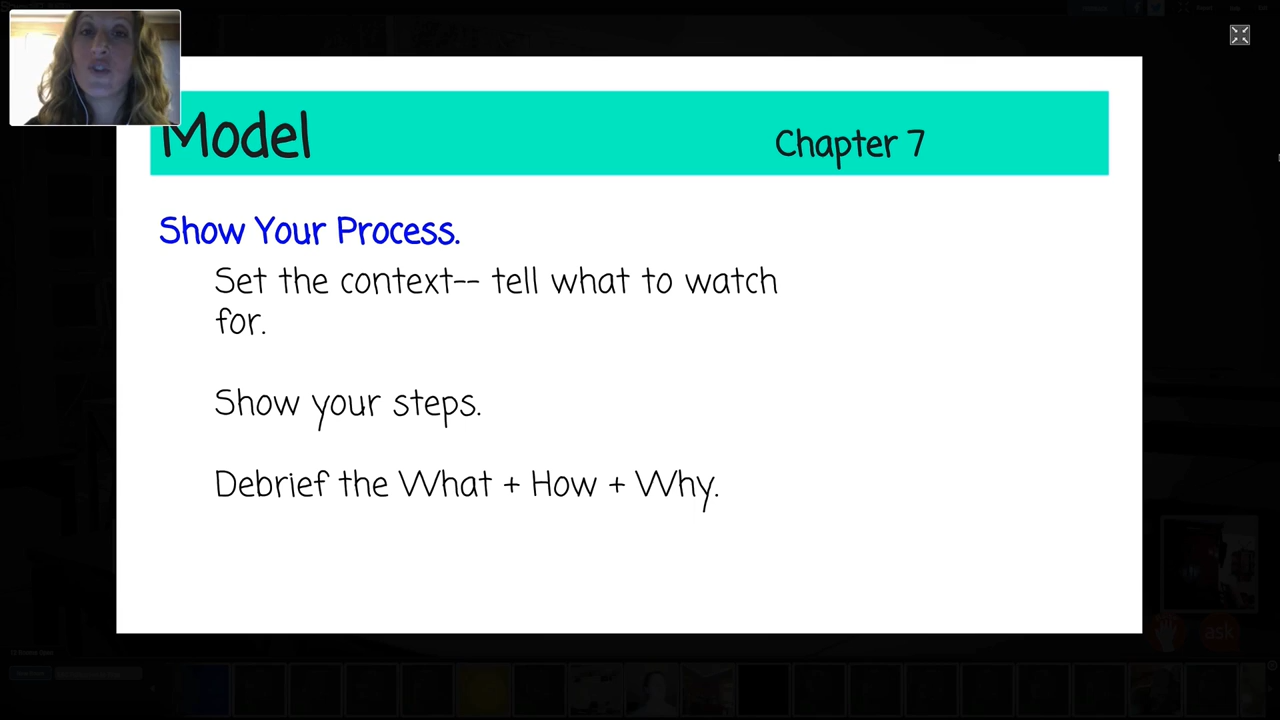 Model
Chapter 7
Show Your Process.
Set the context-- tell what to watch
for.
Show your steps.
Debrief the What + How + Why.
ask